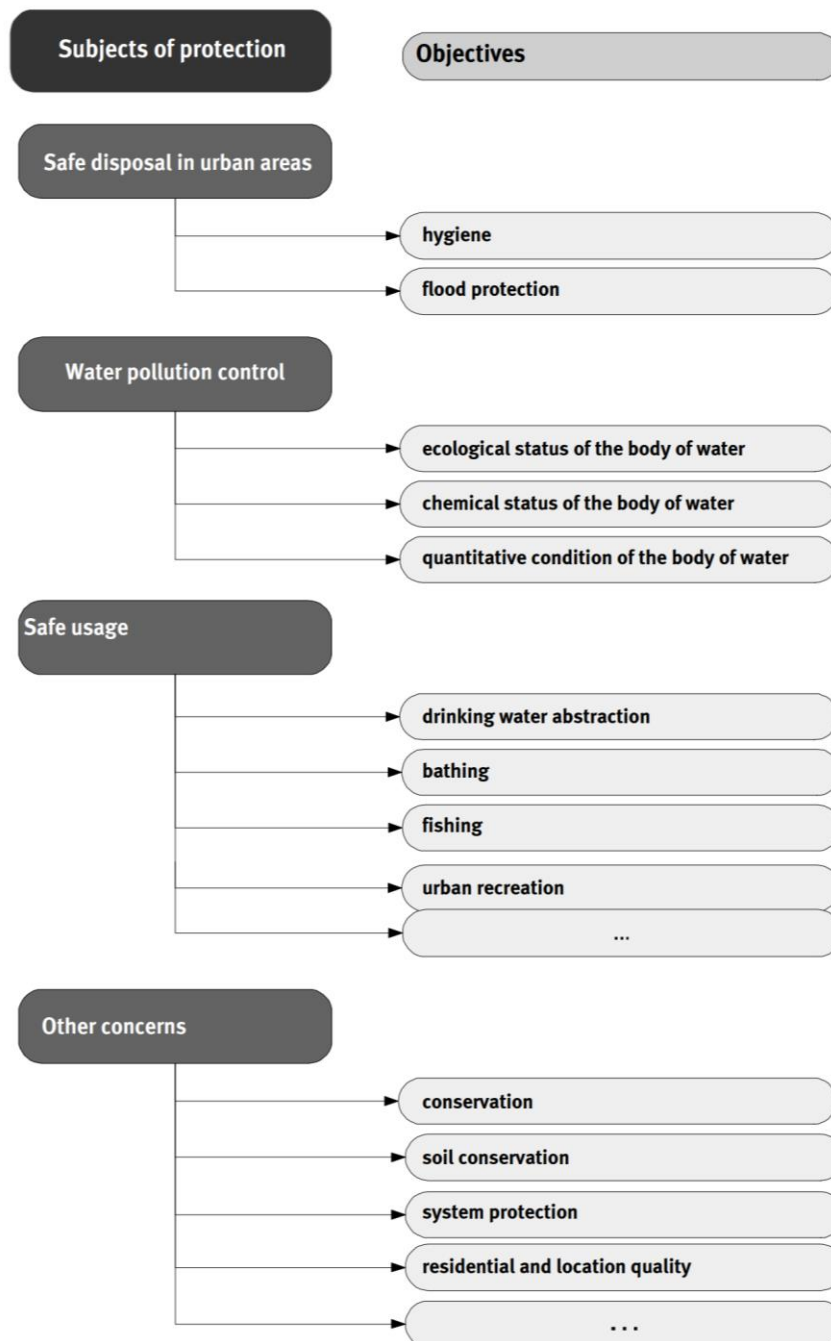 Subjects of protection
Objectives
Safe disposal in urban areas
hygiene
flood protection
Water pollution control
ecological status of the body of water
chemical status of the body of water
quantitative condition of the body of water
Safe usage
drinking water abstraction
bathing
fishing
urban recreation
...
Other concerns
conservation
soil conservation
system protection
residential and location quality
. . .